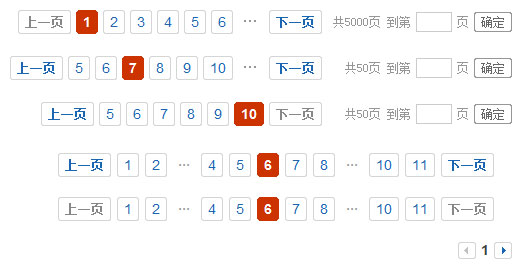 上一页 1 2 3 4 5 6 ... 下一页 共5000页 到第 页 确定
上一页 5 6 7 8 9 10 ... 下一页 共50页 到第 页 确定
上一页 5 6 7 8 9 10 下一页 共50页 到第 页 确定
上一页 1 2 ... 4 5 6 7 8 ... 10 11 下一页
上一页 1 2 ... 4 5 6 7 8 ... 10 11 下一页
1